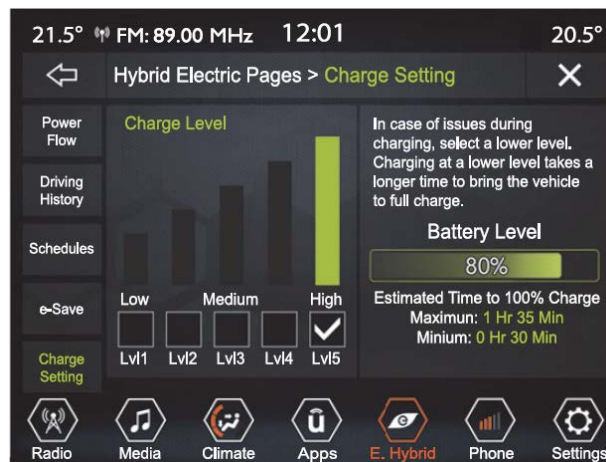 21.5° FM: 89.00 MHz 12:01 20.5°
Hybrid Electric Pages > Charge Setting
Power
Flow
Driving
History
Schedules
e-Save
Charge
Setting
Charge Level
Low Medium High
Lvl1 Lvl2 Lvl3 Lvl4 Lvl5
In case of issues during
charging, select a lower level.
Charging at a lower level takes a
longer time to bring the vehicle
to full charge.
Battery Level
80%
Estimated Time to 100% Charge
Maximun: 1 Hr 35 Min
Minium: 0 Hr 30 Min
Radio Media Climate Apps E. Hybrid Phone Settings